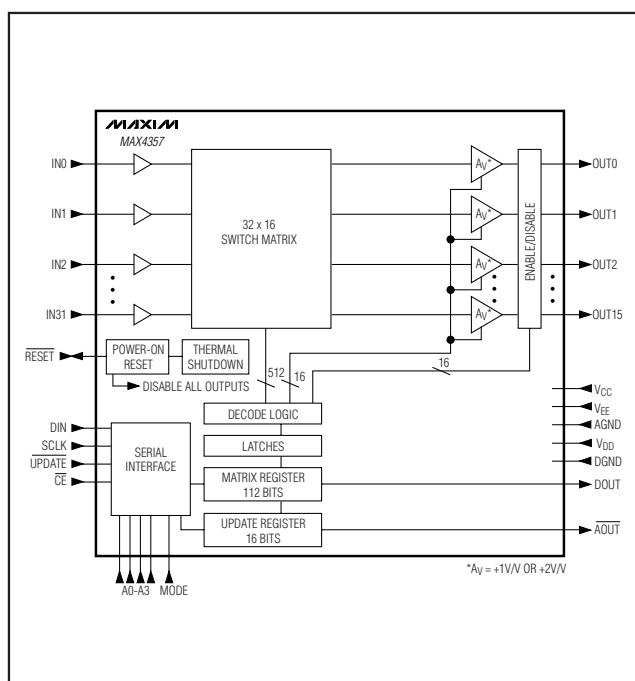 MAXIM
MAX4357
IN0
IN1
IN2
IN31
32 x 16
SWITCH MATRIX
AV*
AV*
AV*
AV*
ENABLE/DISABLE
OUT0
OUT1
OUT2
OUT15
RESET
POWER-ON
RESET
THERMAL
SHUTDOWN
DISABLE ALL OUTPUTS
512
16
16
DECODE LOGIC
LATCHES
MATRIX REGISTER
112 BITS
UPDATE REGISTER
16 BITS
DIN
SCLK
UPDATE
CE
SERIAL
INTERFACE
A0-A3
MODE
VCC
VEE
AGND
VDD
DGND
DOUT
AOUT
*AV = +1V/V OR +2V/V